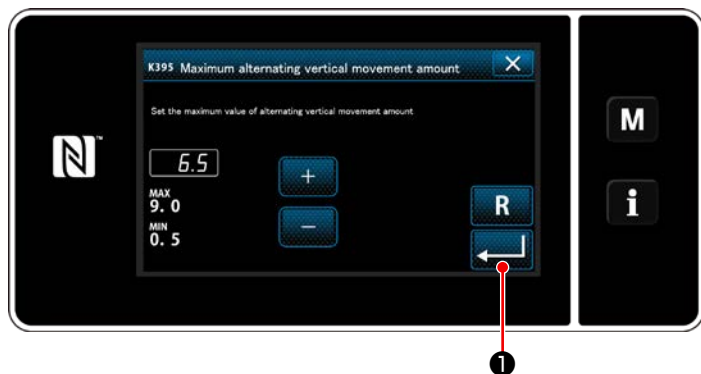 K395 Maximum alternating vertical movement amount
Set the maximum value of alternating vertical movement amount
6.5
+
MAX
9. 0
−
MIN
0. 5
R
N
M
i
❶